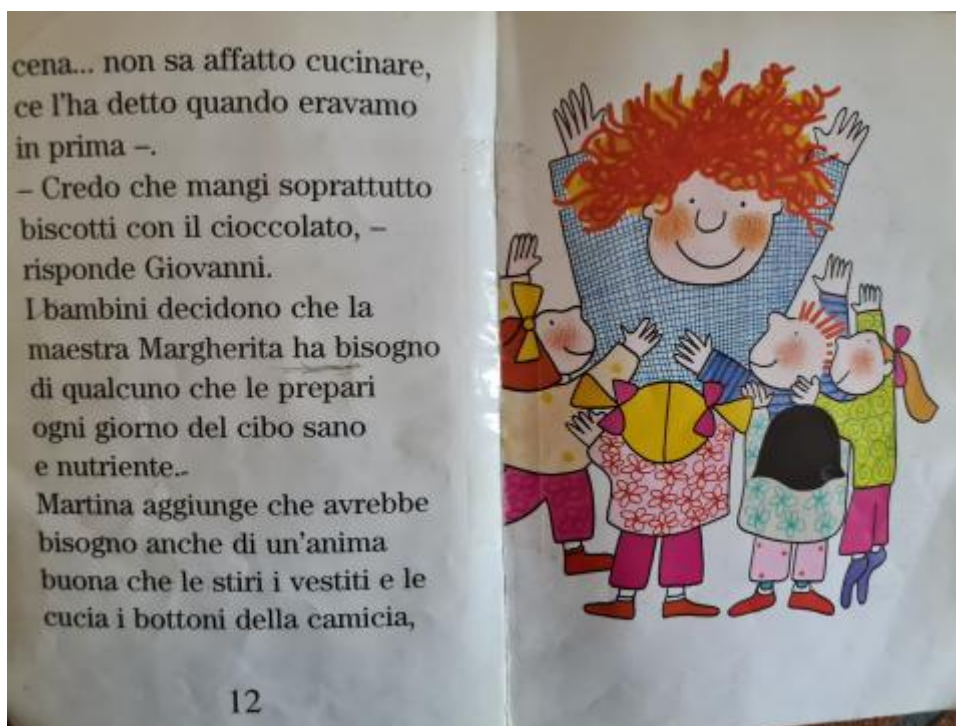 cena... non sa affatto cucinare,
ce l'ha detto quando eravamo
in prima –.
– Credo che mangi soprattutto
biscotti con il cioccolato, –
risponde Giovanni.
I bambini decidono che la
maestra Margherita ha bisogno
di qualcuno che le prepari
ogni giorno del cibo sano
e nutriente..
Martina aggiunge che avrebbe
bisogno anche di un'anima
buona che le stiri i vestiti e le
cucia i bottoni della camicia,
12